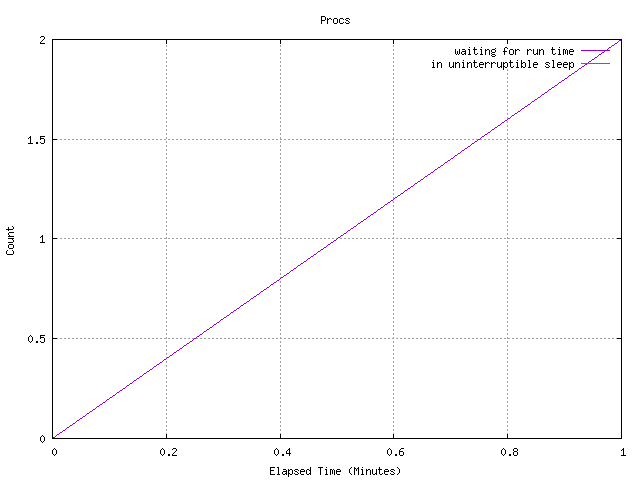 Procs
2
waiting for run time
in uninterruptible sleep
1.5
1
Count
0.5
0
0 0.2 0.4 0.6 0.8 1
Elapsed Time (Minutes)